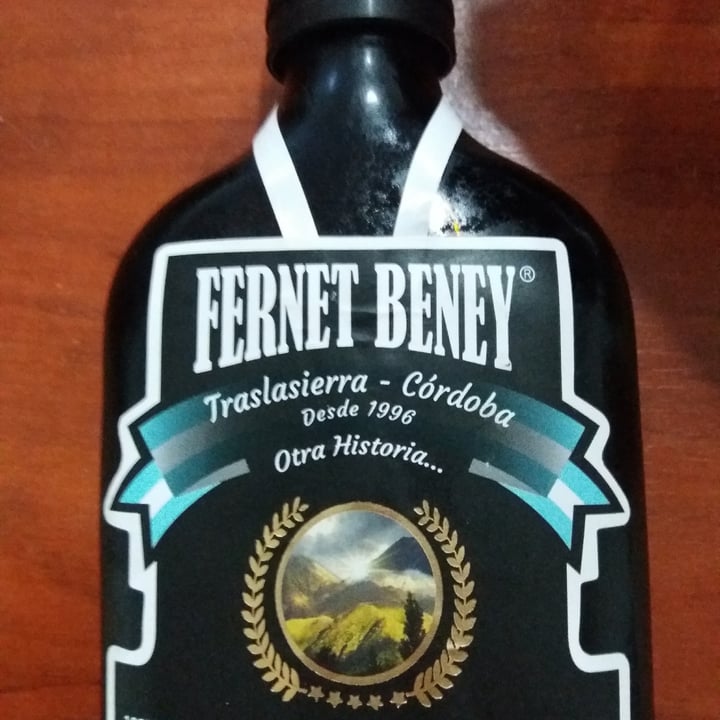 FERNET BENEY®
Traslasierra - Córdoba
Desde 1996
Otra Historia...